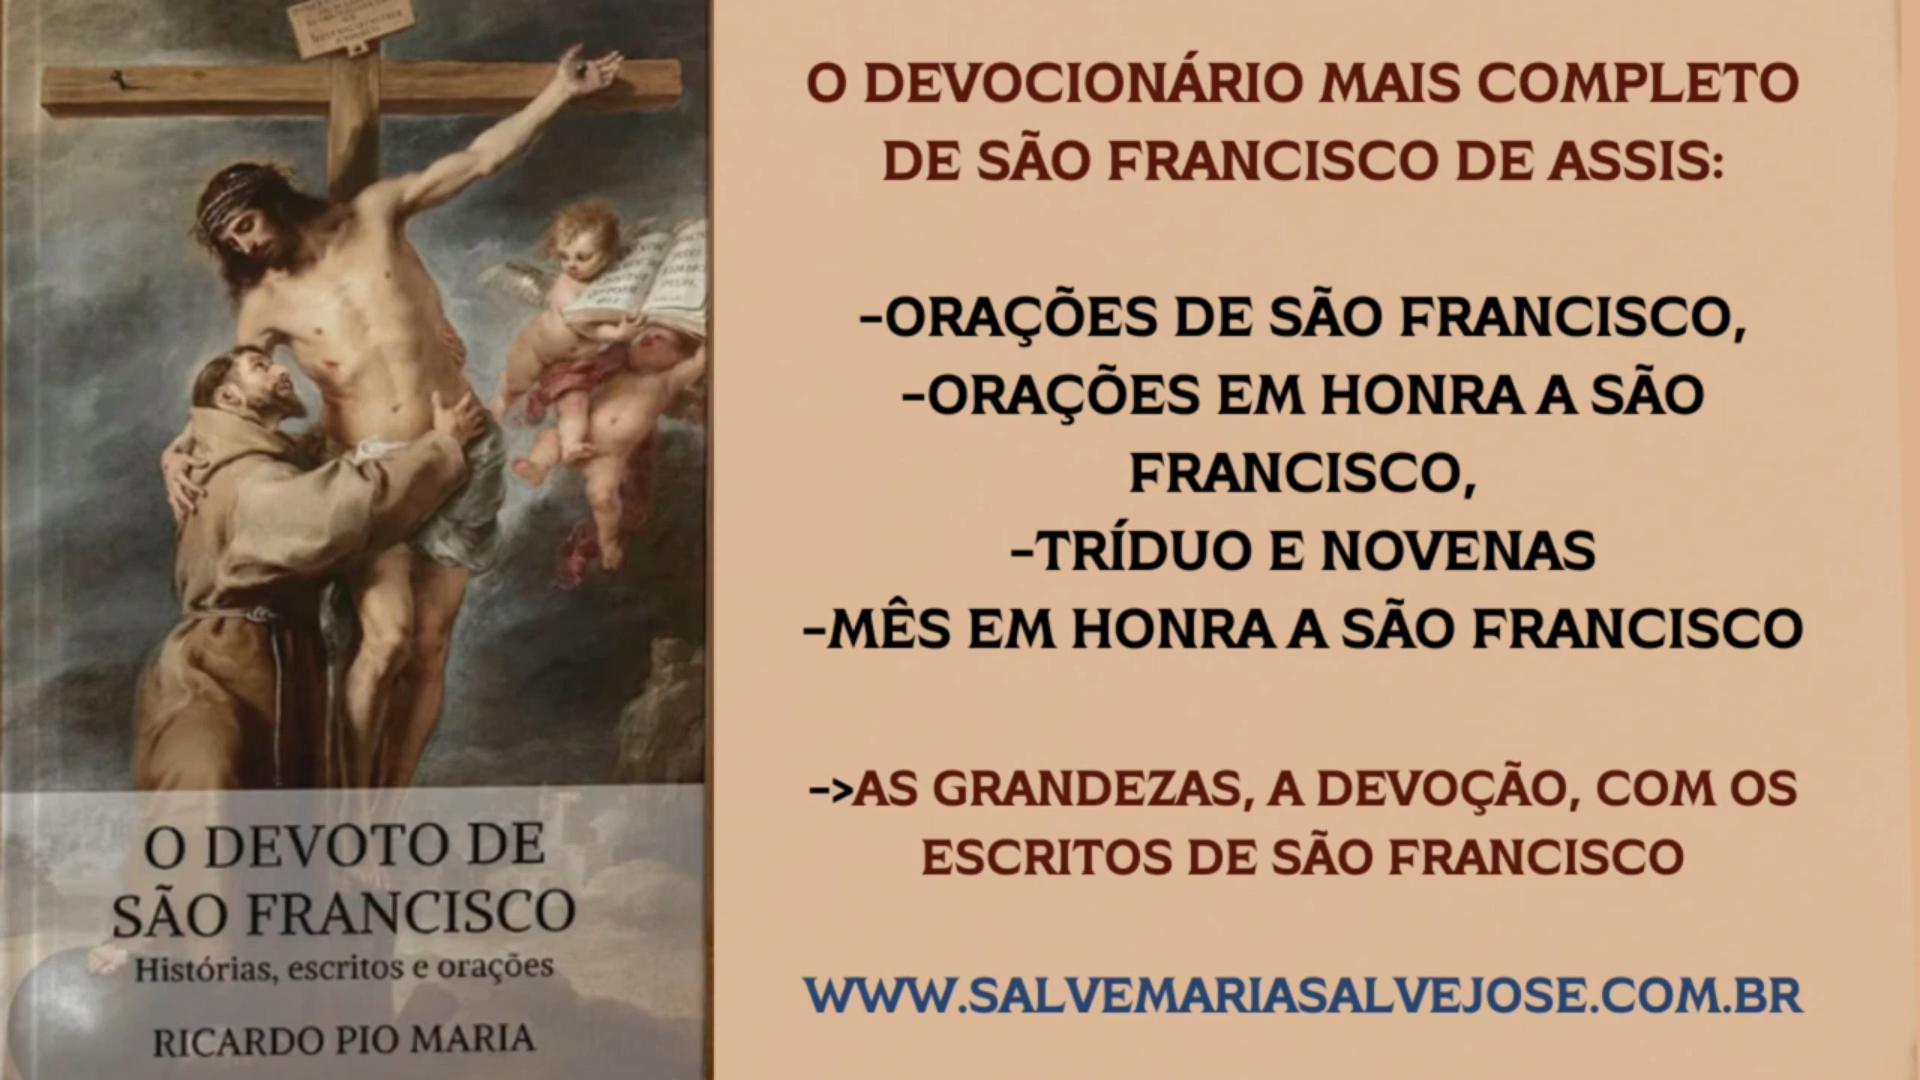 O DEVOCIONÁRIO MAIS COMPLETO
DE SÃO FRANCISCO DE ASSIS:
-ORAÇÕES DE SÃO FRANCISCO,
-ORAÇÕES EM HONRA A SÃO
FRANCISCO,
-TRÍDUO E NOVENAS
-MÊS EM HONRA A SÃO FRANCISCO
->AS GRANDEZAS, A DEVOÇÃO, COM OS
ESCRITOS DE SÃO FRANCISCO
WWW.SALVEMARIASALVEJOSE.COM.BR
O DEVOTO DE
SÃO FRANCISCO
Histórias, escritos e orações
RICARDO PIO MARIA